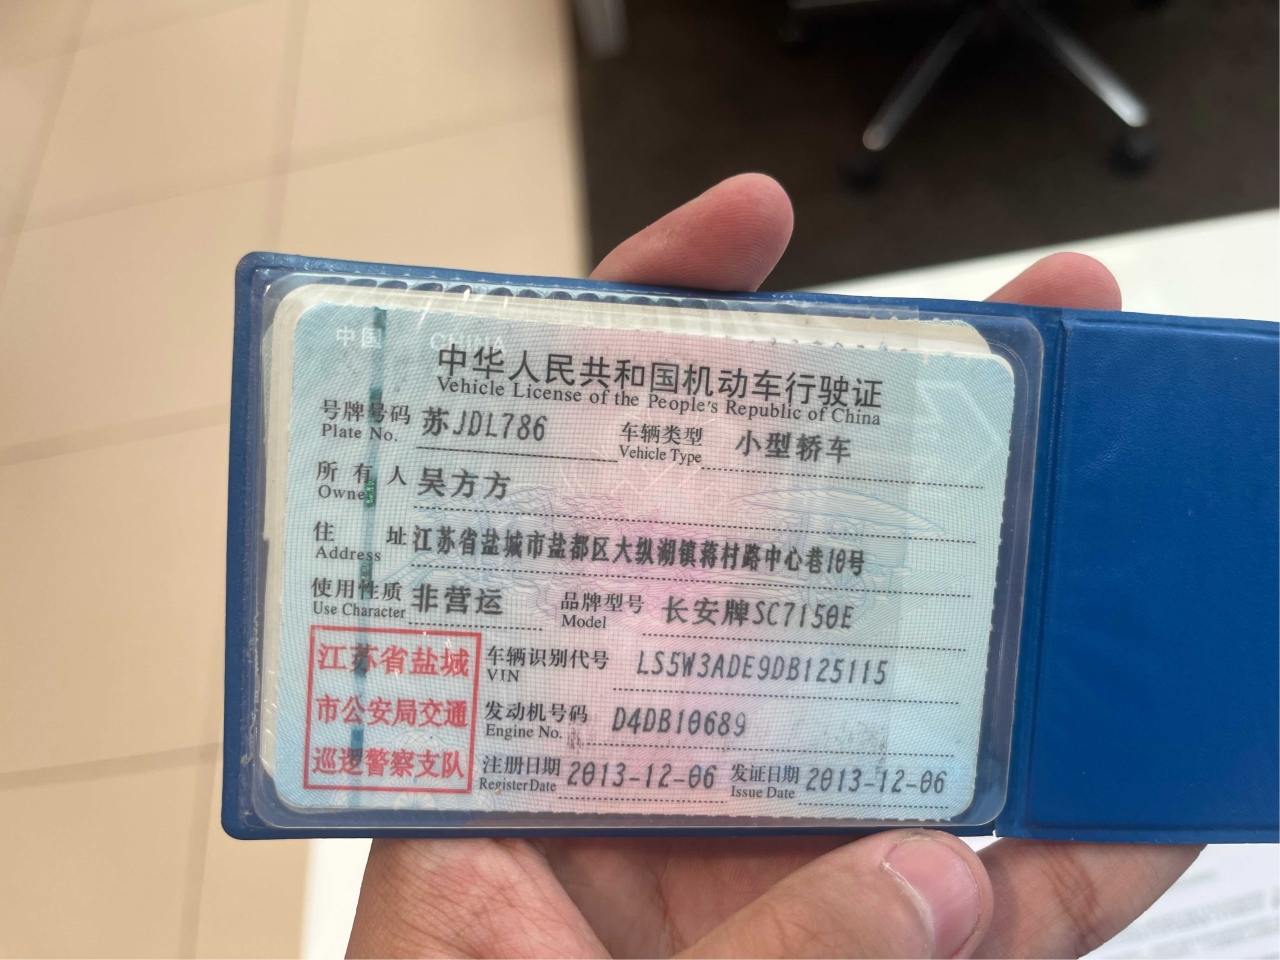 中国 CHINA
中华人民共和国机动车行驶证
Vehicle License of the People's Republic of China
号牌号码 苏JDL786 车辆类型 小型轿车
Plate No. Vehicle Type
所有人 吴方方
Owner
住址 江苏省盐城市盐都区大纵湖镇蒋村路中心巷10号
Address
使用性质 非营运 品牌型号 长安牌SC7150E
Use Character Model
江苏省盐城
市公安局交通
巡逻警察支队
车辆识别代号 LS5W3ADE9DB125115
VIN
发动机号码 D4DB10689
Engine No.
注册日期 2013-12-06 发证日期 2013-12-06
Register Date Issue Date